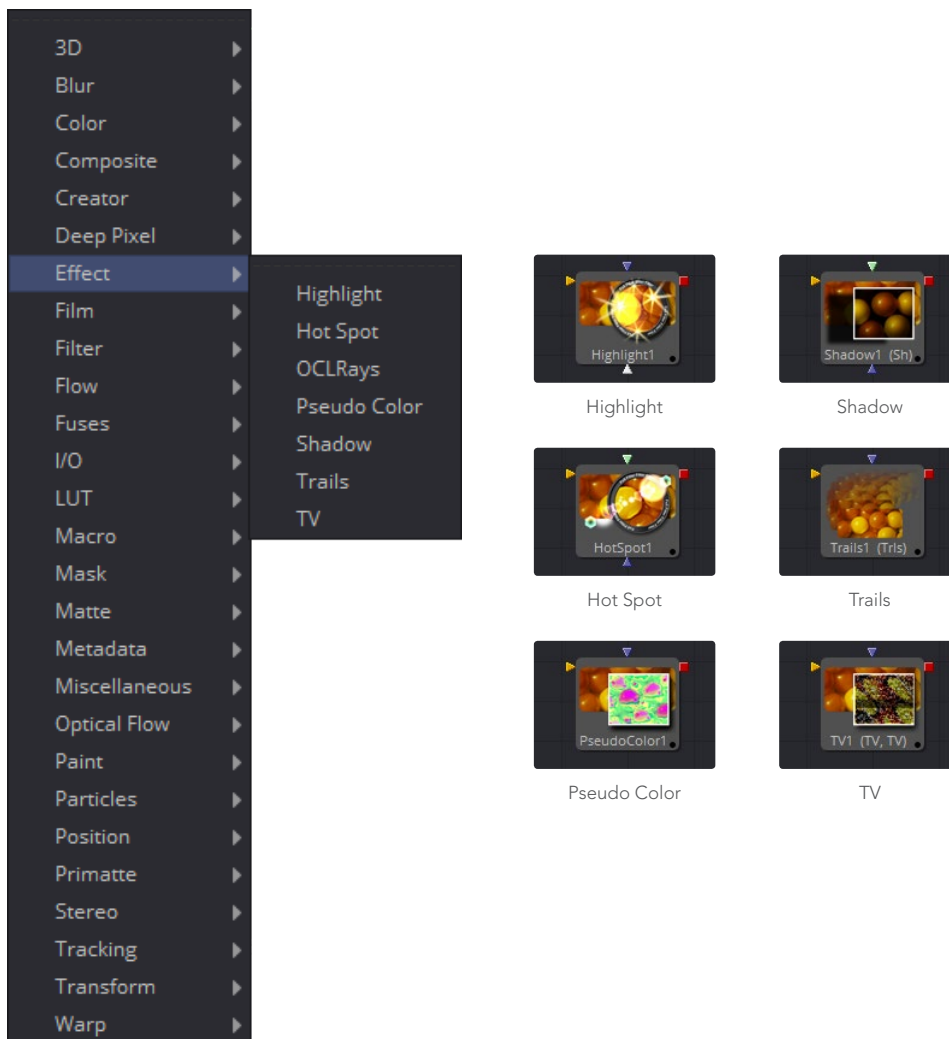 3D
Blur
Color
Composite
Creator
Deep Pixel
Effect
Film
Filter
Flow
Fuses
I/O
LUT
Macro
Mask
Matte
Metadata
Miscellaneous
Optical Flow
Paint
Particles
Position
Primatte
Stereo
Tracking
Transform
Warp
Highlight
Hot Spot
OCLRays
Pseudo Color
Shadow
Trails
TV
Highlight1
Highlight
Shadow1 (Sh)
Shadow
HotSpot1
Hot Spot
Trails1 (Trls)
Trails
PseudoColor1
Pseudo Color
TV1 (TV, TV)
TV